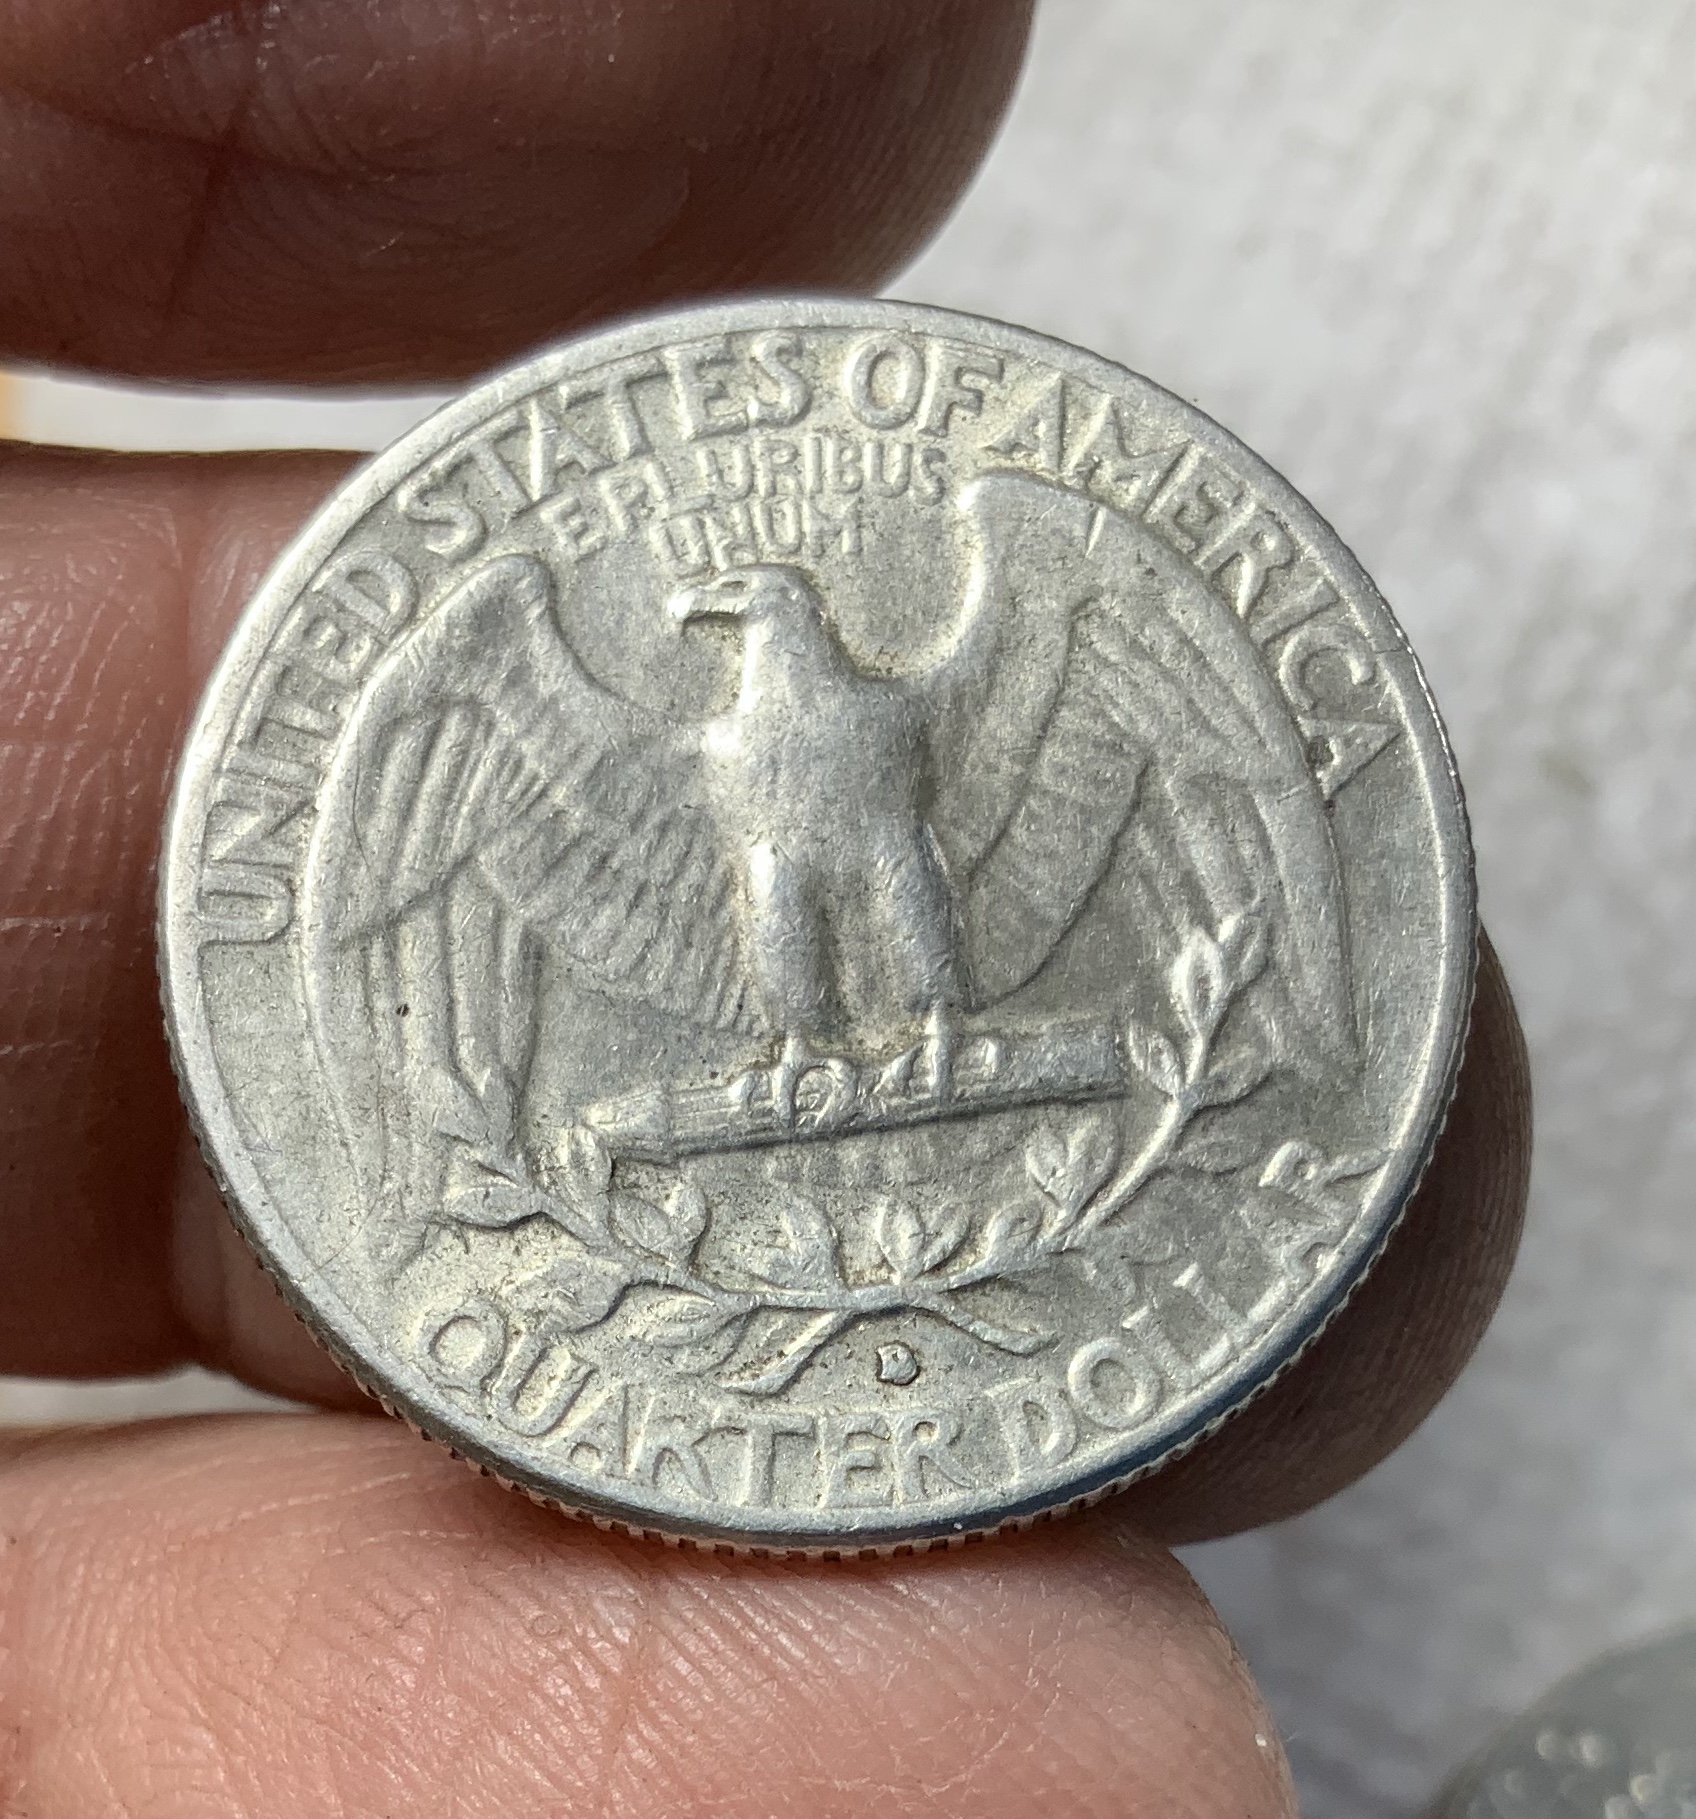 UNITED STATES OF AMERICA
E PLURIBUS
UNUM
D
QUARTER DOLLAR